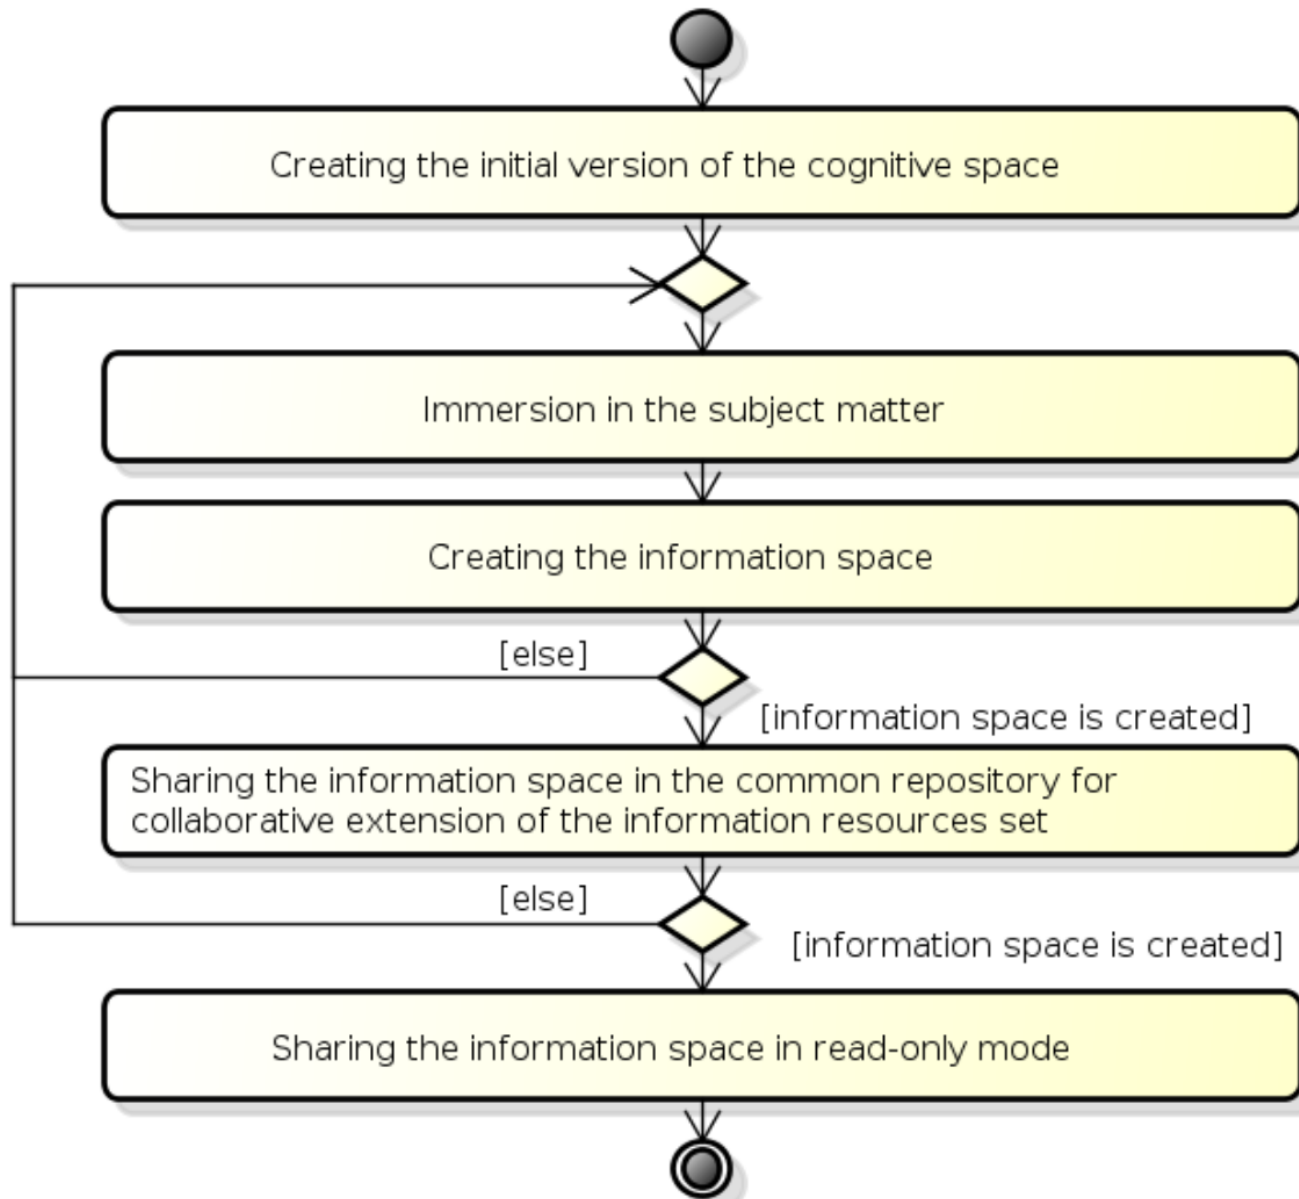 Creating the initial version of the cognitive space
Immersion in the subject matter
Creating the information space
[else]
[information space is created]
Sharing the information space in the common repository for
collaborative extension of the information resources set
[else]
[information space is created]
Sharing the information space in read-only mode